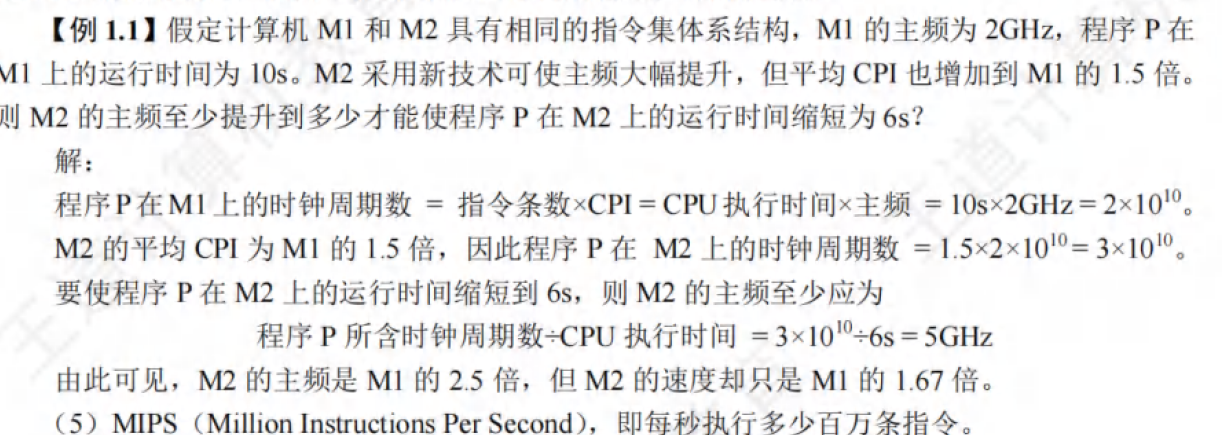 【例 1.1】假定计算机 M1 和 M2 具有相同的指令集体系结构，M1 的主频为 2GHz，程序 P 在
M1 上的运行时间为 10s。M2 采用新技术可使主频大幅提升，但平均 CPI 也增加到 M1 的 1.5 倍。
则 M2 的主频至少提升到多少才能使程序 P 在 M2 上的运行时间缩短为 6s？
解：
程序 P 在 M1 上的时钟周期数 = 指令条数×CPI = CPU 执行时间×主频 = 10s×2GHz = 2×10¹⁰。
M2 的平均 CPI 为 M1 的 1.5 倍，因此程序 P 在 M2 上的时钟周期数 = 1.5×2×10¹⁰ = 3×10¹⁰。
要使程序 P 在 M2 上的运行时间缩短到 6s，则 M2 的主频至少应为
程序 P 所含时钟周期数÷CPU 执行时间 = 3×10¹⁰÷6s = 5GHz
由此可见，M2 的主频是 M1 的 2.5 倍，但 M2 的速度却只是 M1 的 1.67 倍。
（5）MIPS（Million Instructions Per Second），即每秒执行多少百万条指令。